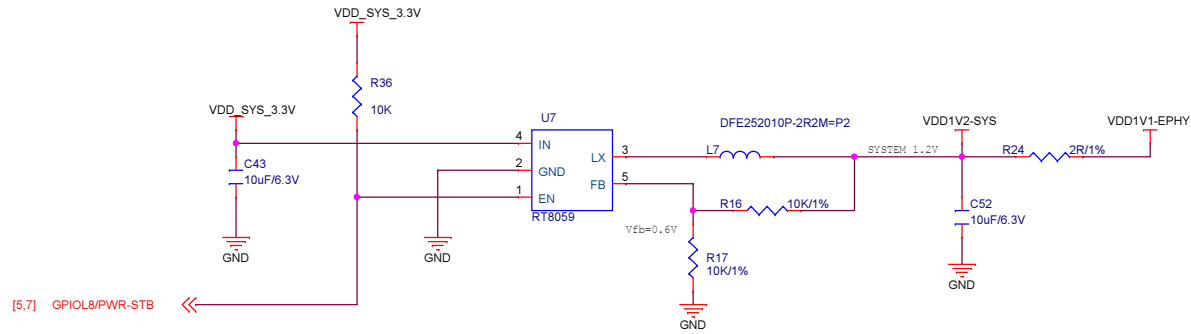 VDD_SYS_3.3V
R36
10K
VDD_SYS_3.3V
C43
10uF/6.3V
GND
GND
U7
4
IN
2
GND
1
EN
LX
3
FB
5
RT8059
DFE252010P-2R2M=P2
L7
SYSTEM 1.2V
VDD1V2-SYS
VDD1V1-EPHY
R24
2R/1%
R16
10K/1%
Vfb=0.6V
R17
10K/1%
GND
C52
10uF/6.3V
GND
[5,7] GPIOL8/PWR-STB